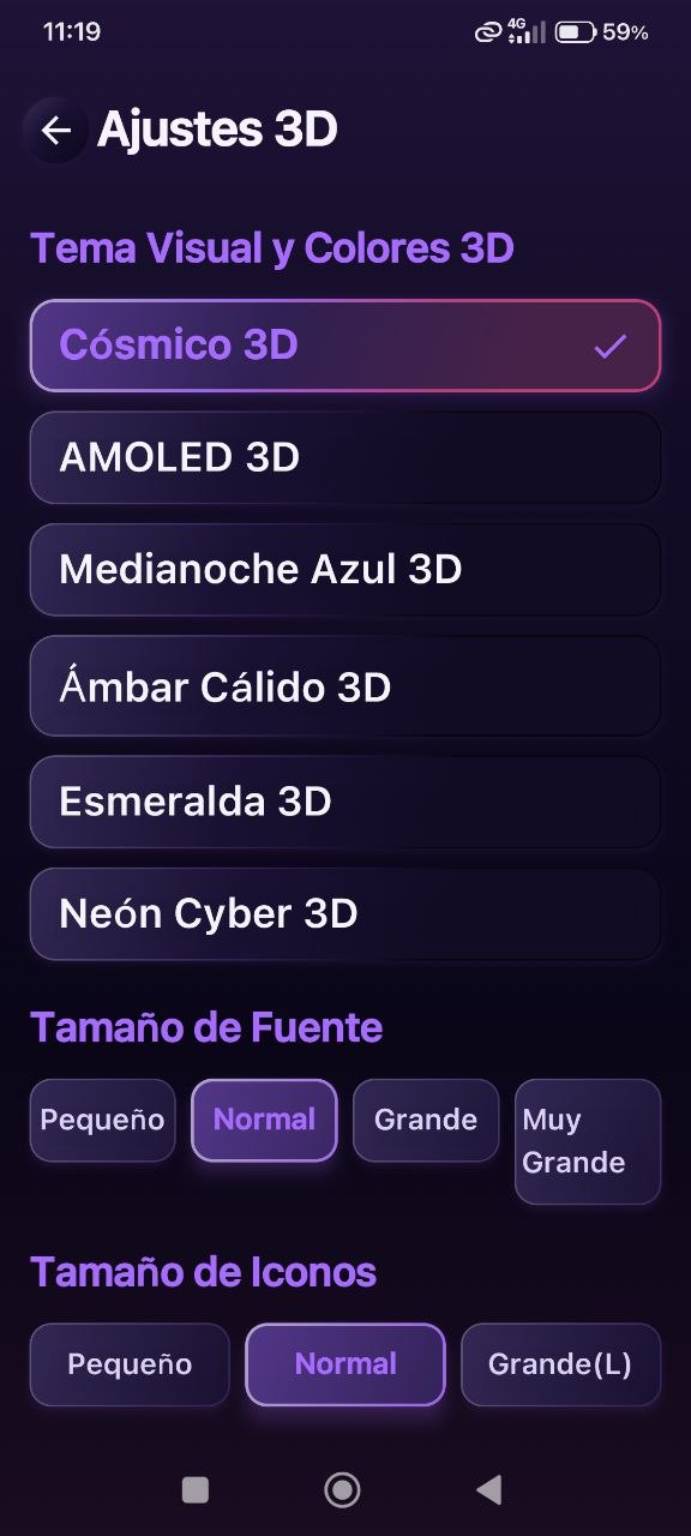 11:19
4G
59%
Ajustes 3D
Tema Visual y Colores 3D
Cósmico 3D
AMOLED 3D
Medianoche Azul 3D
Ámbar Cálido 3D
Esmeralda 3D
Neón Cyber 3D
Tamaño de Fuente
Pequeño
Normal
Grande
Muy
Grande
Tamaño de Iconos
Pequeño
Normal
Grande(L)